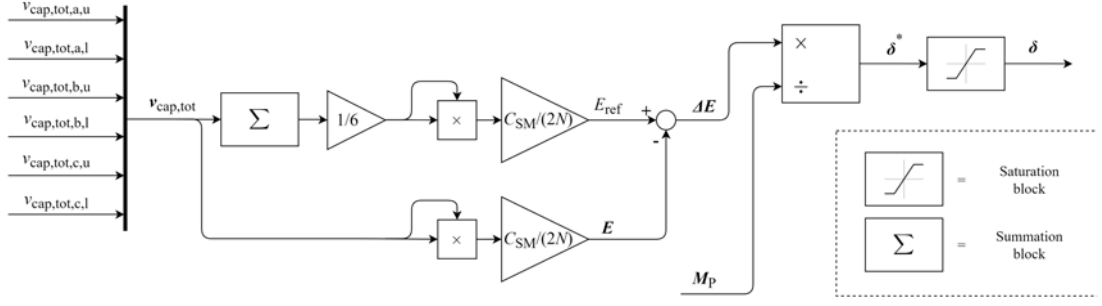 v_cap,tot,a,u
v_cap,tot,a,l
v_cap,tot,b,u
v_cap,tot,b,l
v_cap,tot,c,u
v_cap,tot,c,l
v_cap,tot
Σ
1/6
×
C_SM/(2N)
E_ref
+
-
ΔE
×
÷
δ*
δ
×
C_SM/(2N)
E
M_P
= Saturation
block
Σ = Summation
block